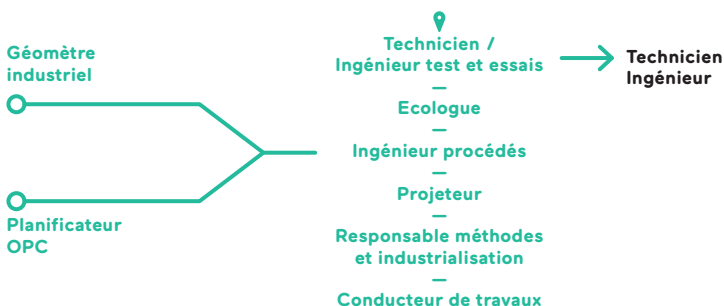 Géomètre
industriel
Planificateur
OPC
Technicien /
Ingénieur test et essais
Ecologue
Ingénieur procédés
Projeteur
Responsable méthodes
et industrialisation
Conducteur de travaux
Technicien
Ingénieur